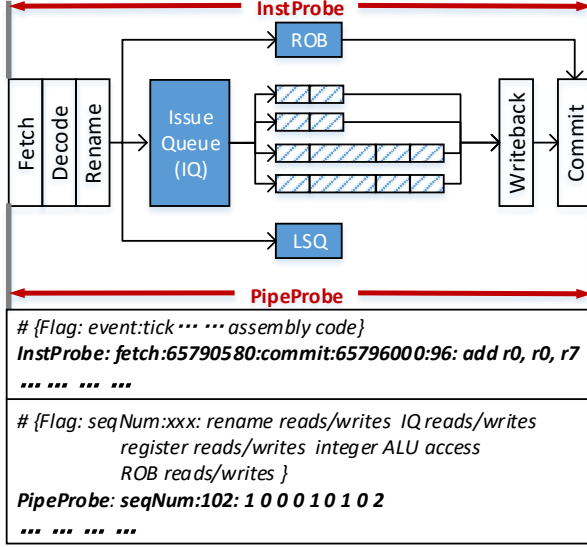 InstProbe
ROB
Fetch
Decode
Rename
Issue
Queue
(IQ)
Writeback
Commit
LSQ
PipeProbe
# {Flag: event:tick ··· ··· assembly code}
InstProbe: fetch:65790580:commit:65796000:96: add r0, r0, r7
... ... ... ...
# {Flag: seqNum:xxx: rename reads/writes IQ reads/writes
register reads/writes integer ALU access
ROB reads/writes }
PipeProbe: seqNum:102: 1 0 0 0 1 0 1 0 2
... ... ... ...